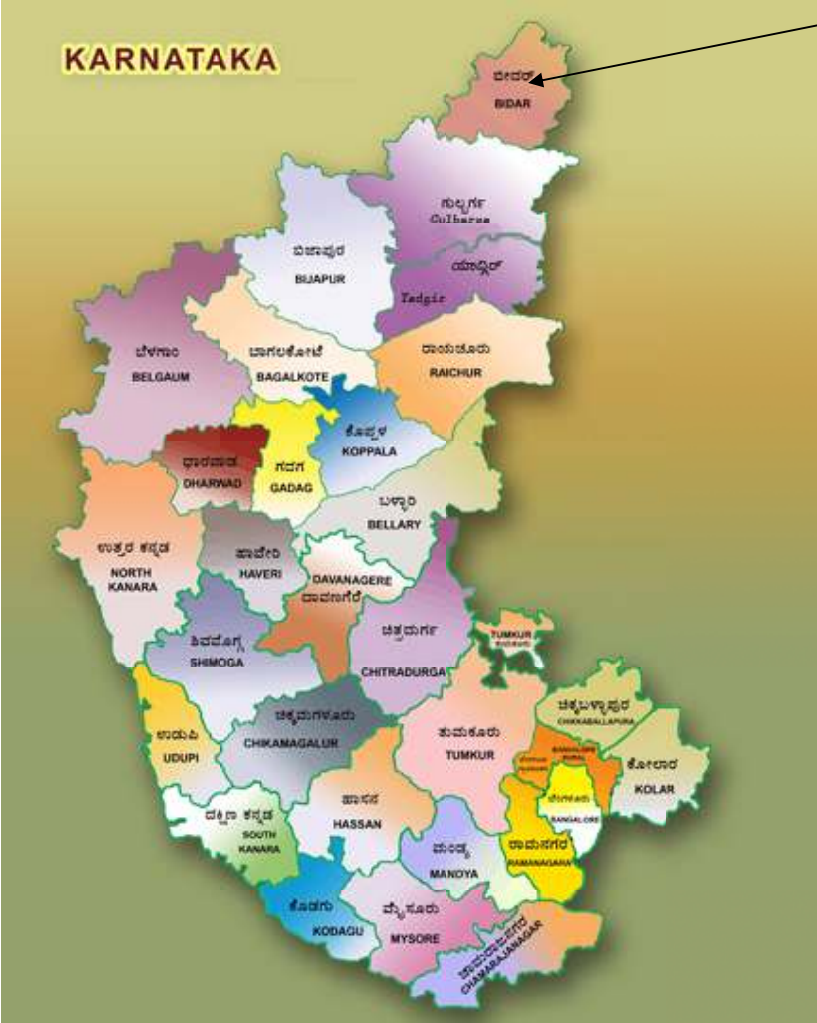 KARNATAKA
ಬೀದರ್
BIDAR
ಗುಲ್ಬರ್ಗ
Gulbarga
ಯಾದ್ಗಿರ್
Yadgir
ಬಿಜಾಪುರ
BIJAPUR
ಬೆಳಗಾಂ
BELGAUM
ಬಾಗಲಕೋಟೆ
BAGALKOTE
ರಾಯಚೂರು
RAICHUR
ಕೊಪ್ಪಳ
KOPPALA
ಧಾರವಾಡ
DHARWAD
ಗದಗ
GADAG
ಬಳ್ಳಾರಿ
BELLARY
ಉತ್ತರ ಕನ್ನಡ
NORTH
KANARA
ಹಾವೇರಿ
HAVERI
DAVANAGERE
ದಾವಣಗೆರೆ
ಶಿವಮೊಗ್ಗ
SHIMOGA
ಚಿತ್ರದುರ್ಗ
CHITRADURGA
TUMKUR
ತುಮಕೂರು
ಚಿಕ್ಕಬಳ್ಳಾಪುರ
CHIKKABALLAPURA
ಉಡುಪಿ
UDUPI
ಚಿಕ್ಕಮಗಳೂರು
CHIKAMAGALUR
ತುಮಕೂರು
TUMKUR
BANGALORE
RURAL
ಕೋಲಾರ
KOLAR
ಹಾಸನ
HASSAN
ಬೆಂಗಳೂರು
BANGALORE
ದಕ್ಷಿಣ ಕನ್ನಡ
SOUTH
KANARA
ಮಂಡ್ಯ
MANDYA
ರಾಮನಗರ
RAMANAGARA
ಕೊಡಗು
KODAGU
ಮೈಸೂರು
MYSORE
ಚಾಮರಾಜನಗರ
CHAMARAJANAGAR